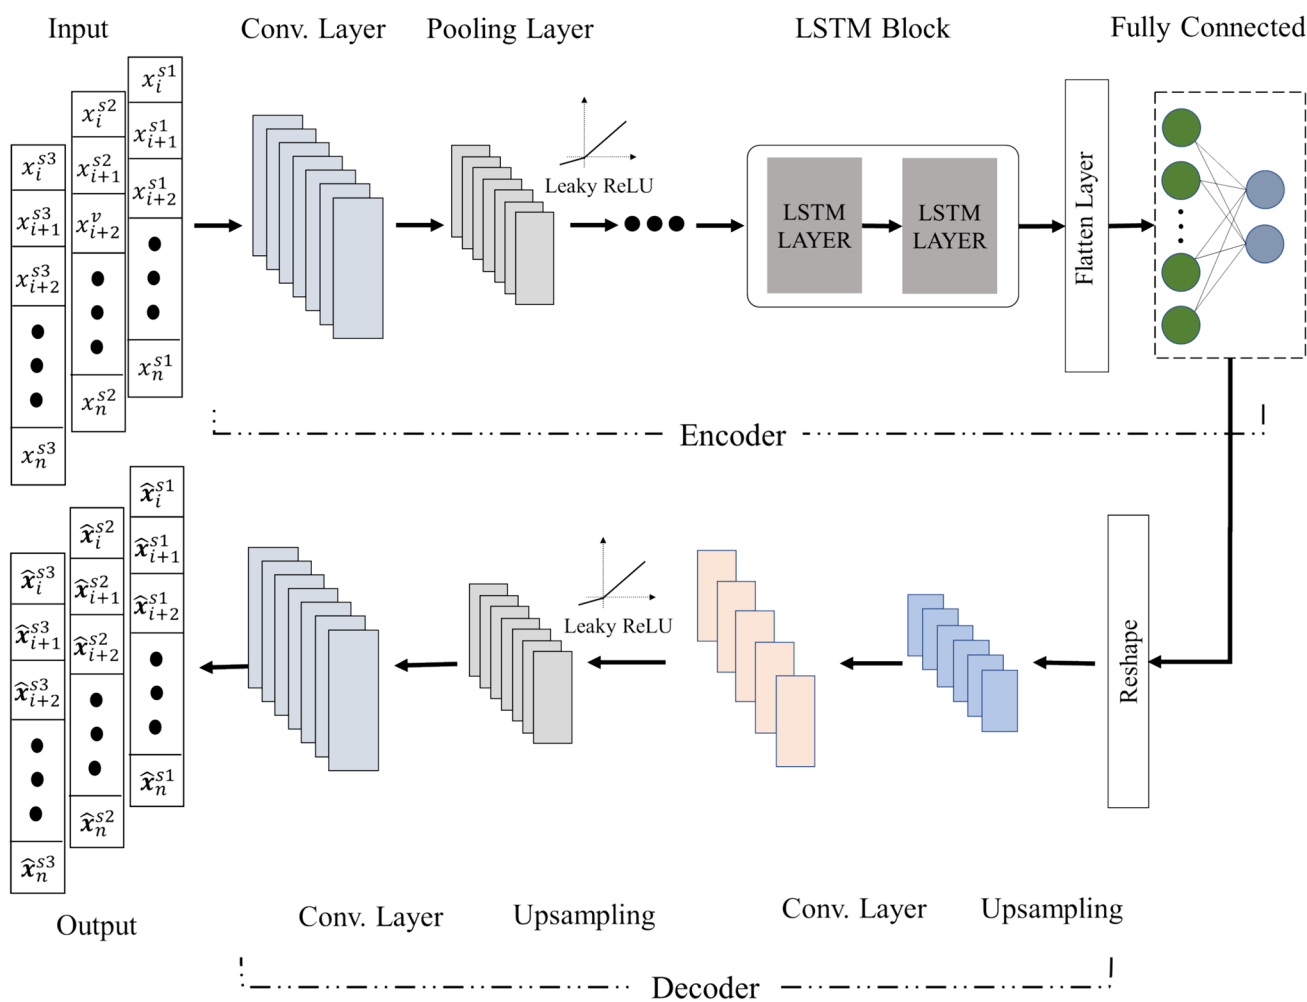 Input
Conv. Layer
Pooling Layer
LSTM Block
Fully Connected
x_i^{s1}
x_{i+1}^{s1}
x_{i+2}^{s1}
x_n^{s1}
x_i^{s2}
x_{i+1}^{s2}
x_{i+2}^{v}
x_n^{s2}
x_i^{s3}
x_{i+1}^{s3}
x_{i+2}^{s3}
x_n^{s3}
Leaky ReLU
LSTM
LAYER
LSTM
LAYER
Flatten Layer
Encoder
x̂_i^{s1}
x̂_{i+1}^{s1}
x̂_{i+2}^{s1}
x̂_n^{s1}
x̂_i^{s2}
x̂_{i+1}^{s2}
x̂_{i+2}^{s2}
x̂_n^{s2}
x̂_i^{s3}
x̂_{i+1}^{s3}
x̂_{i+2}^{s3}
x̂_n^{s3}
Leaky ReLU
Reshape
Output
Conv. Layer
Upsampling
Conv. Layer
Upsampling
Decoder